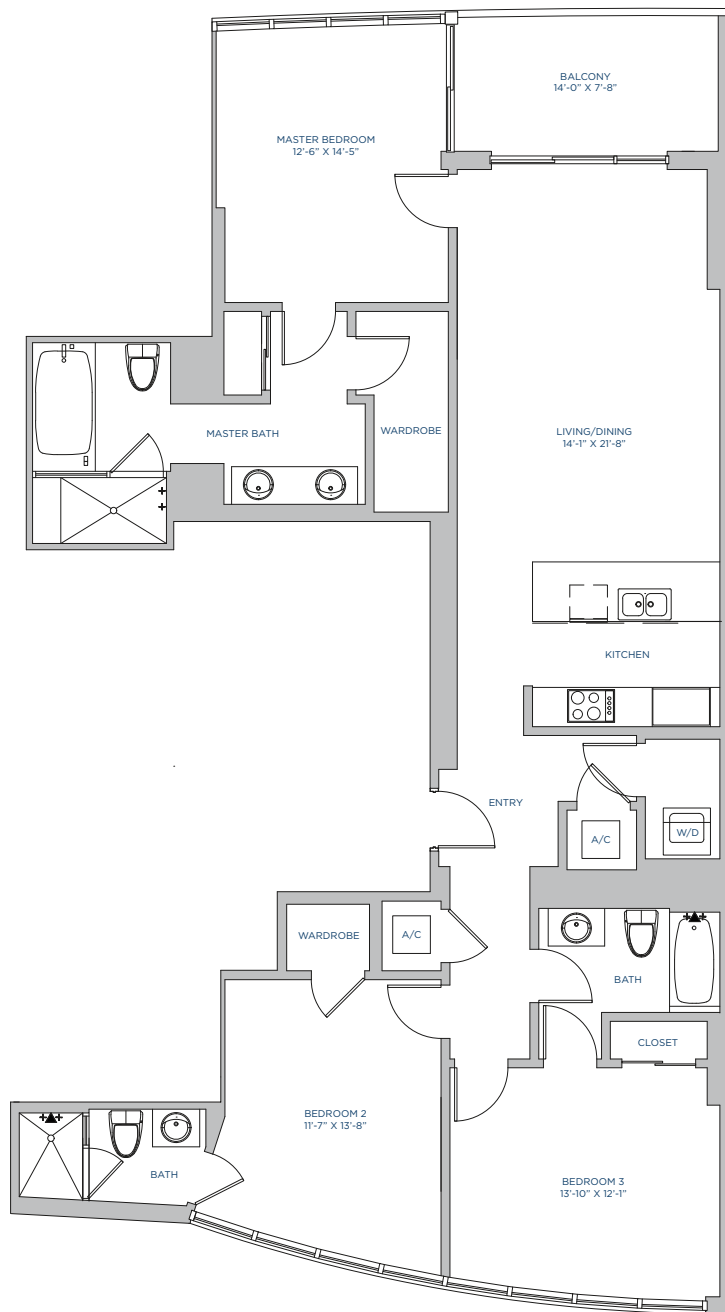 BALCONY
14'-0" X 7'-8"
MASTER BEDROOM
12'-6" X 14'-5"
MASTER BATH
WARDROBE
LIVING/DINING
14'-1" X 21'-8"
KITCHEN
ENTRY
A/C
W/D
WARDROBE
A/C
BATH
CLOSET
BEDROOM 2
11'-7" X 13'-8"
BATH
BEDROOM 3
13'-10" X 12'-1"